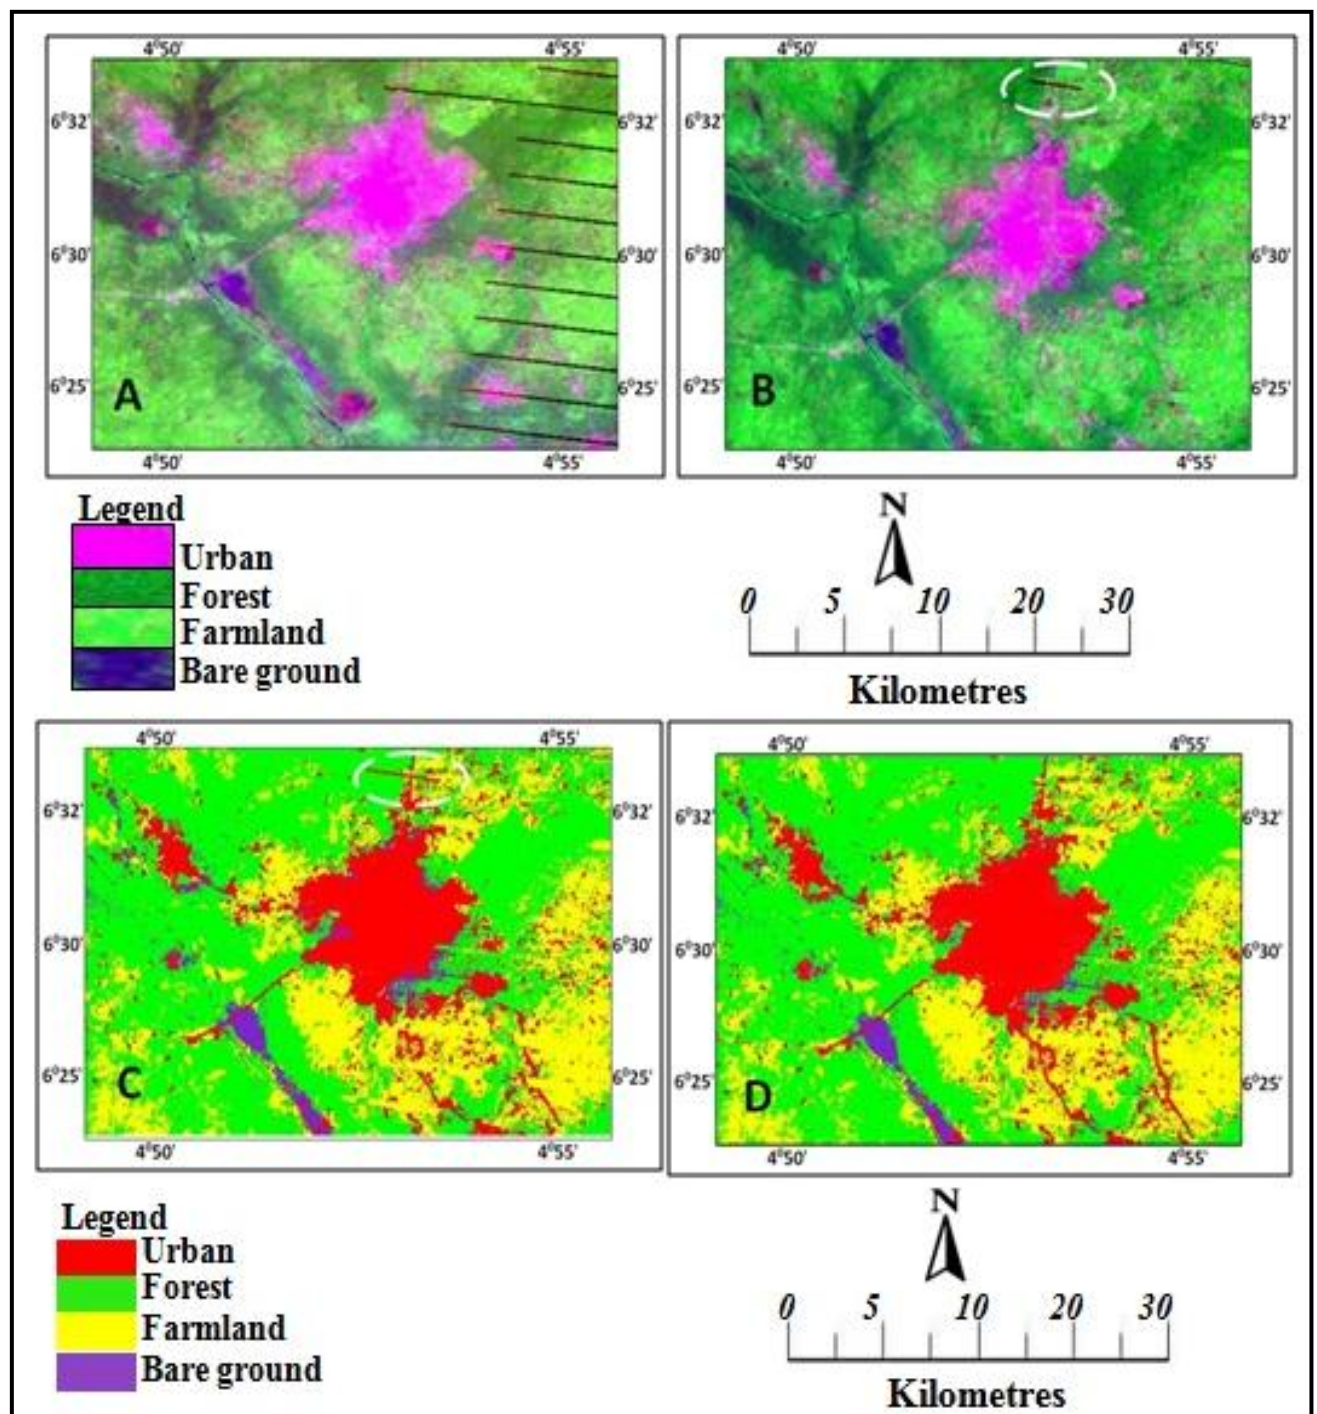 4°50' 4°55' 4°50' 4°55'
6°32' 6°32' 6°32' 6°32'
6°30' 6°30' 6°30' 6°30'
6°25' 6°25' 6°25' 6°25'
A B
4°50' 4°55' 4°50' 4°55'
Legend
Urban
Forest
Farmland
Bare ground
N
0 5 10 20 30
Kilometres
4°50' 4°55' 4°50' 4°55'
6°32' 6°32' 6°32' 6°32'
6°30' 6°30' 6°30' 6°30'
6°25' 6°25' 6°25' 6°25'
C D
4°50' 4°55' 4°50' 4°55'
Legend
Urban
Forest
Farmland
Bare ground
N
0 5 10 20 30
Kilometres